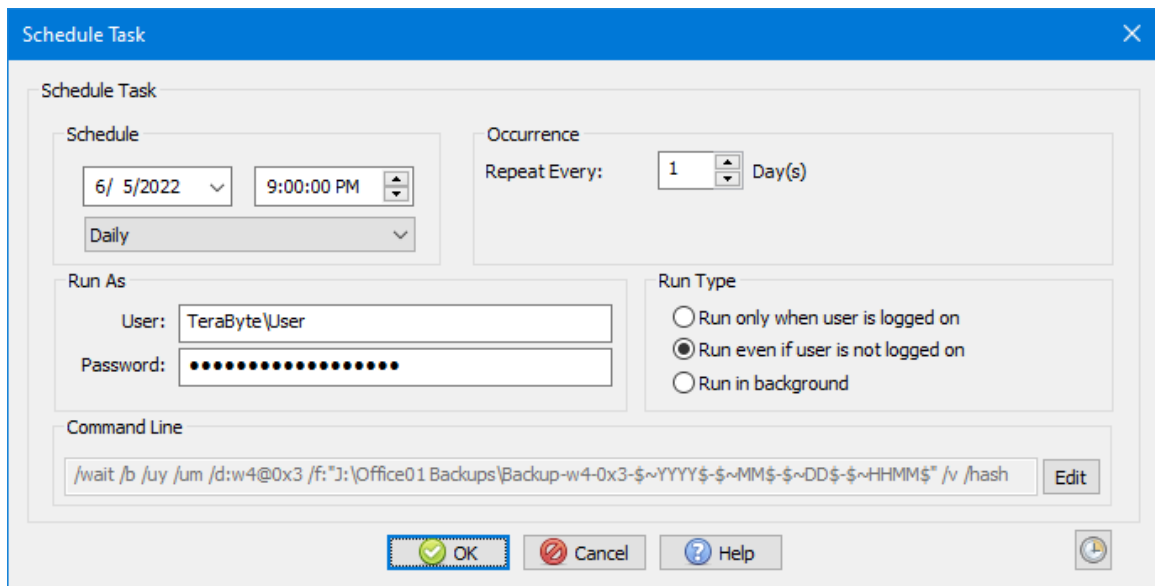 Schedule Task
Schedule Task
Schedule
6/ 5/2022
9:00:00 PM
Daily
Occurrence
Repeat Every:
1
Day(s)
Run As
User:
TeraByte\User
Password:
••••••••••••••••••
Run Type
Run only when user is logged on
Run even if user is not logged on
Run in background
Command Line
/wait /b /uy /um /d:w4@0x3 /f:"J:\Office01 Backups\Backup-w4-0x3-$~YYYY$-$~MM$-$~DD$-$~HHMM$" /v /hash
Edit
OK
Cancel
Help